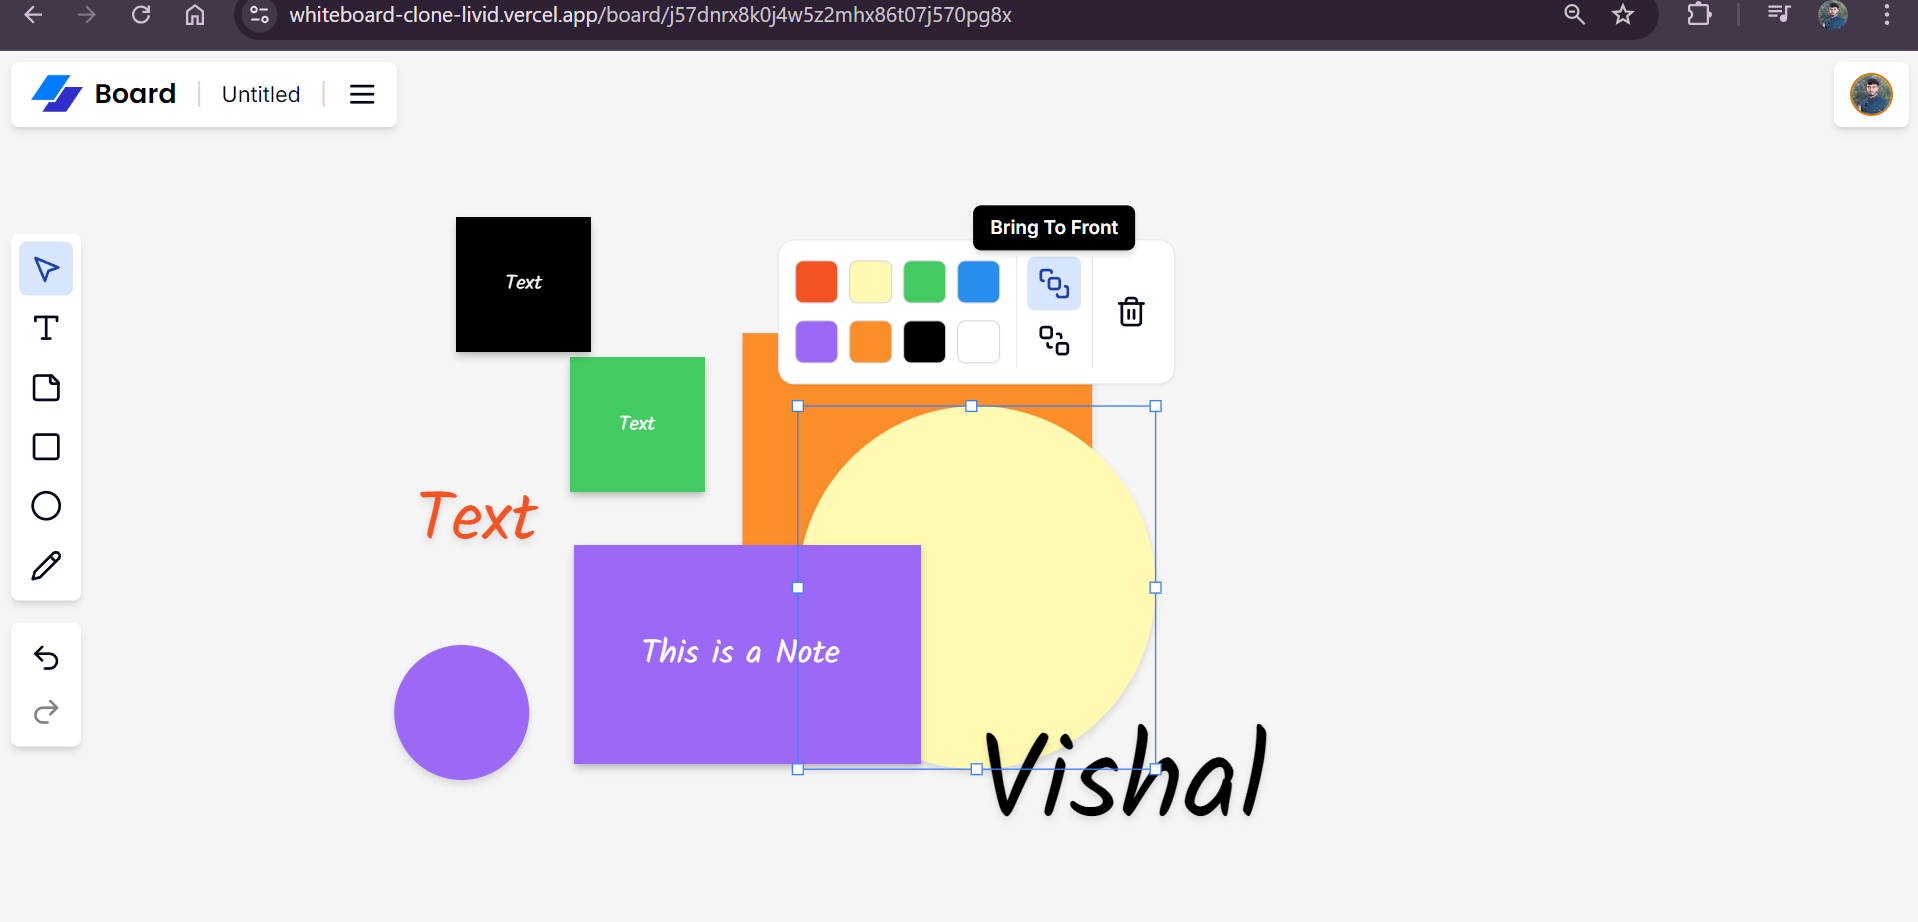 whiteboard-clone-livid.vercel.app/board/j57dnrx8k0j4w5z2mhx86t07j570pg8x
Board
Untitled
Bring To Front
Text
Text
Text
This is a Note
Vishal